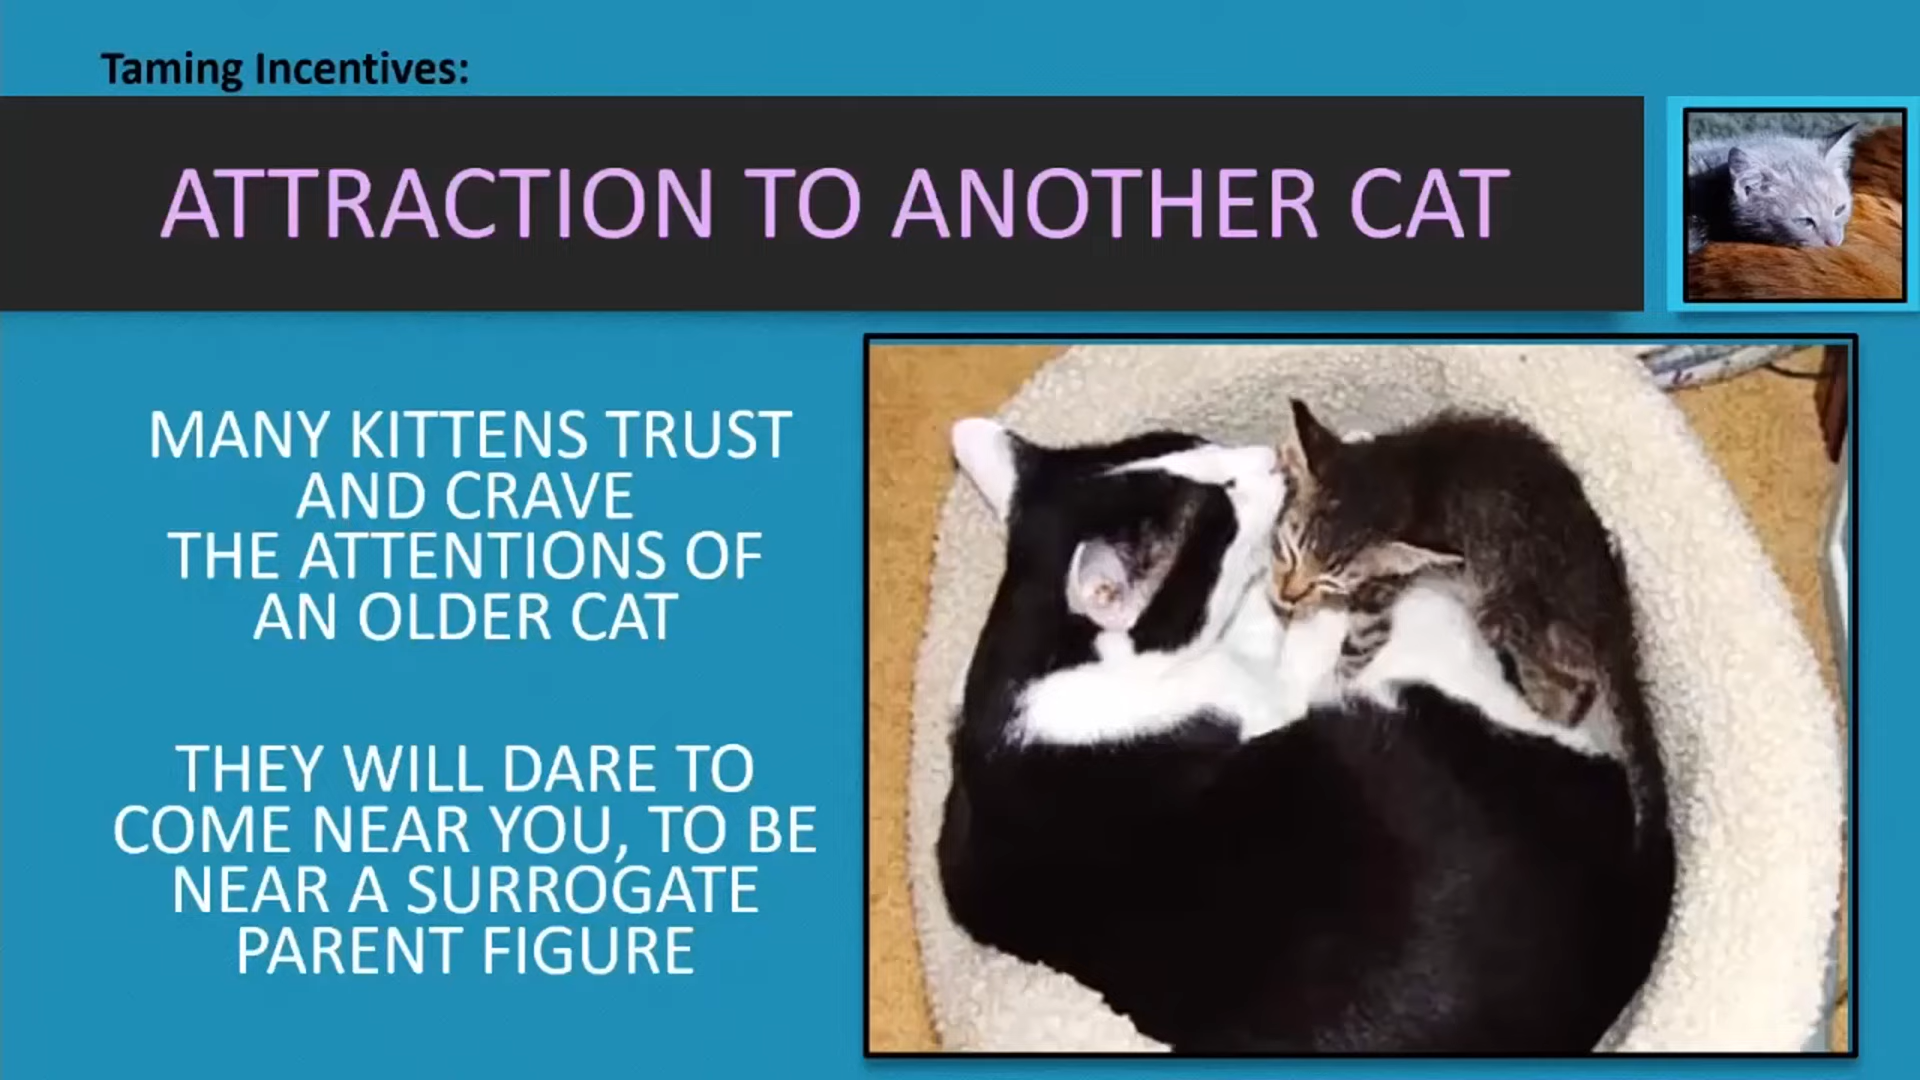 Taming Incentives:
ATTRACTION TO ANOTHER CAT
MANY KITTENS TRUST
AND CRAVE
THE ATTENTIONS OF
AN OLDER CAT
THEY WILL DARE TO
COME NEAR YOU, TO BE
NEAR A SURROGATE
PARENT FIGURE